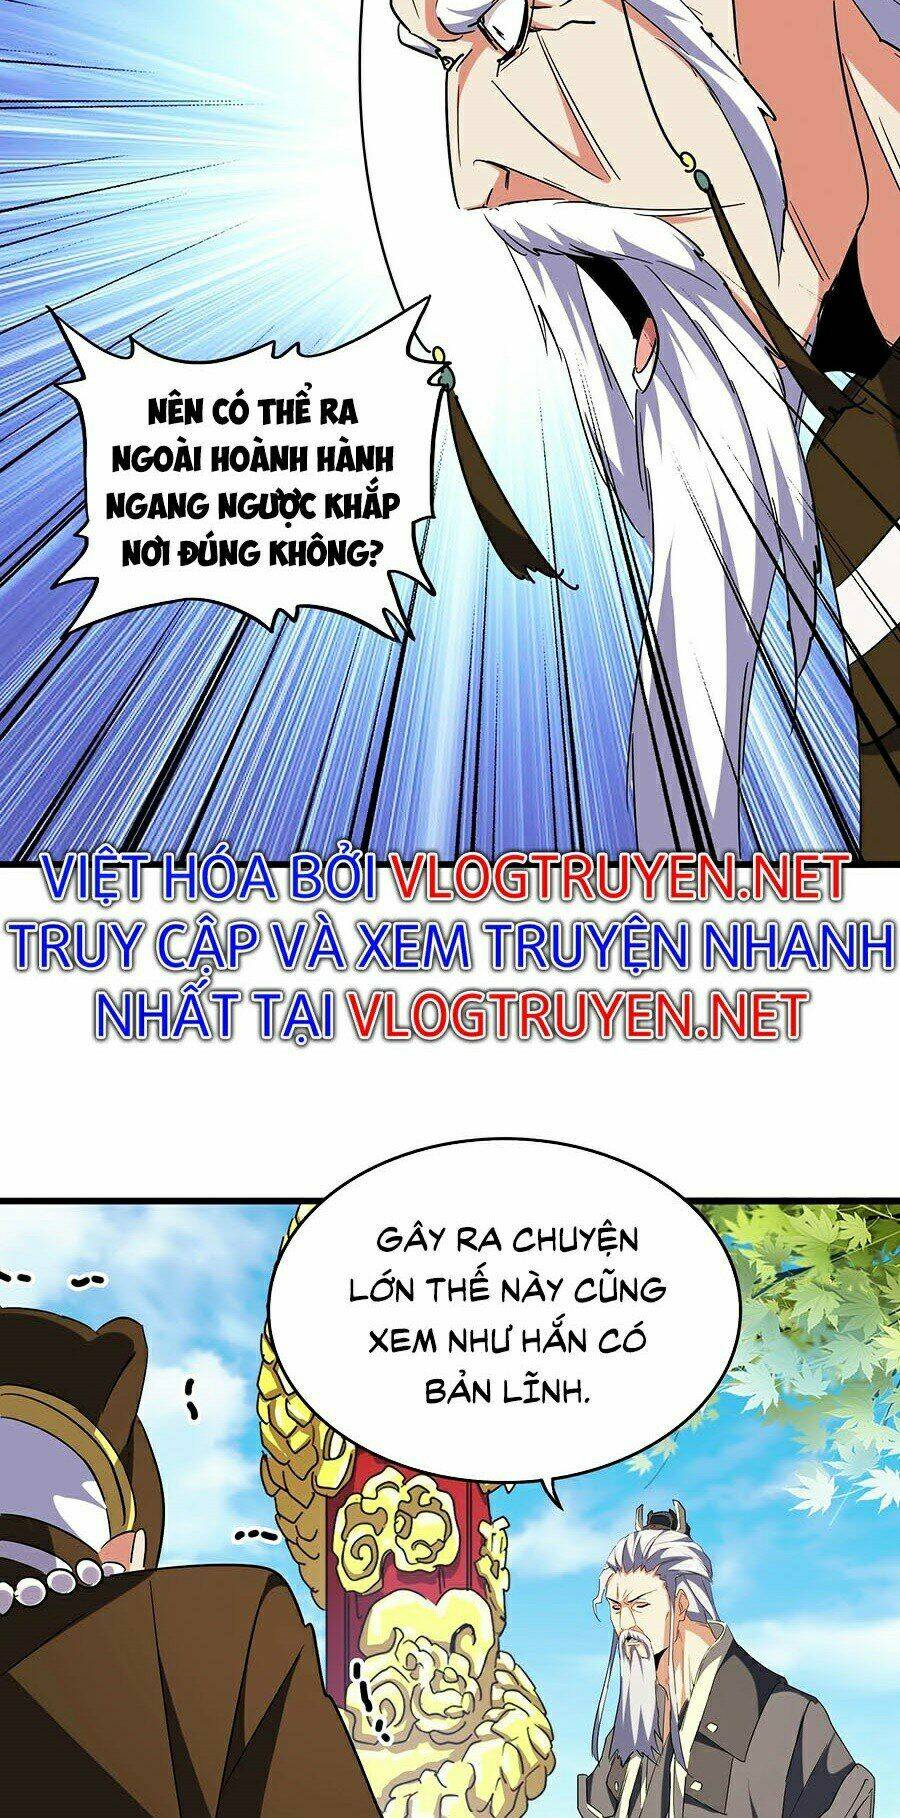 NÊN CÓ THỂ RA
NGOÀI HOÀNH HÀNH
NGANG NGƯỢC KHẮP
NƠI ĐÚNG KHÔNG?
VIỆT HÓA BỞI VLOGTRUYEN.NET
TRUY CẬP VÀ XEM TRUYỆN NHANH
NHẤT TẠI VLOGTRUYEN.NET
GÂY RA CHUYỆN
LỚN THẾ NÀY CŨNG
XEM NHƯ HẮN CÓ
BẢN LĨNH.